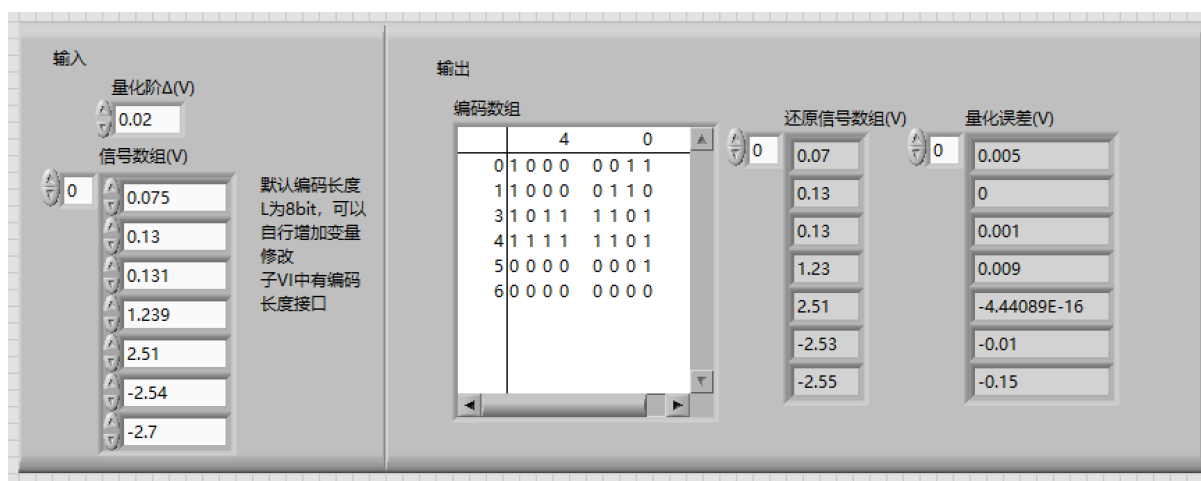 输入
量化阶Δ(V)
0.02
信号数组(V)
0
0.075
0.13
0.131
1.239
2.51
-2.54
-2.7
默认编码长度
L为8bit，可以
自行增加变量
修改
子VI中有编码
长度接口
输出
编码数组
4 0
0 1 0 0 0 0 0 1 1
1 1 0 0 0 0 1 1 0
3 1 0 1 1 1 1 0 1
4 1 1 1 1 1 1 0 1
5 0 0 0 0 0 0 0 1
6 0 0 0 0 0 0 0 0
还原信号数组(V)
0
0.07
0.13
0.13
1.23
2.51
-2.53
-2.55
量化误差(V)
0
0.005
0
0.001
0.009
-4.44089E-16
-0.01
-0.15